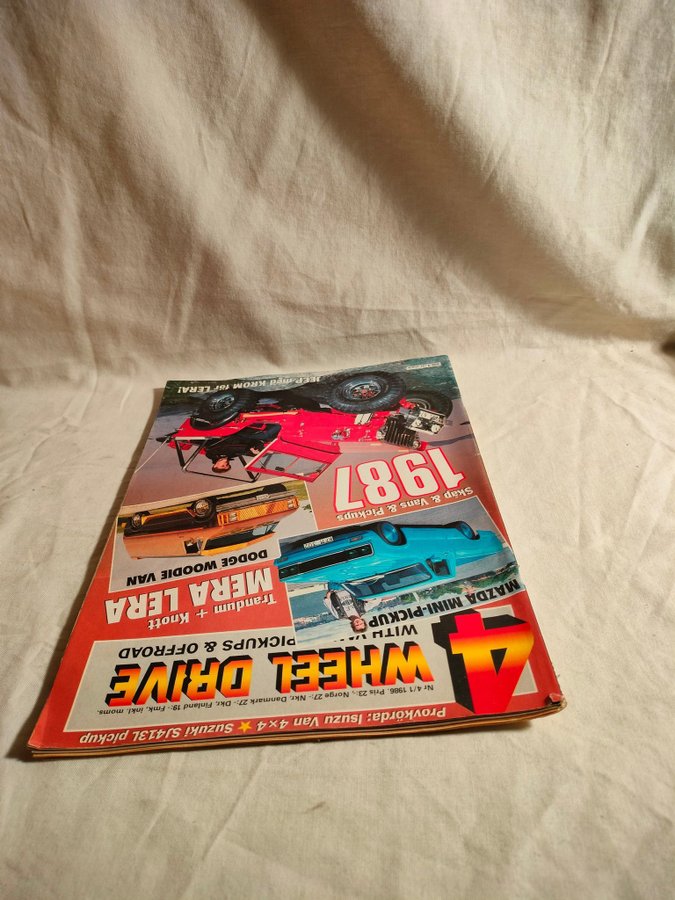 Provkörda: Isuzu Van 4×4 ★ Suzuki SJ413L pickup
Nr 4/1 1986. Pris 23:-, Norge 27:- Nkr, Danmark 27:- Dkr, Finland 19:- Fmk, inkl. moms.
4 WHEEL DRIVE
WITH VAN
PICKUPS & OFFROAD
MAZDA MINI-PICKUP
Trandum + Knott
MERA LERA
DODGE WOODIE VAN
Skåp & Vans & Pickups
1987
JEEP med KROM för LERA!